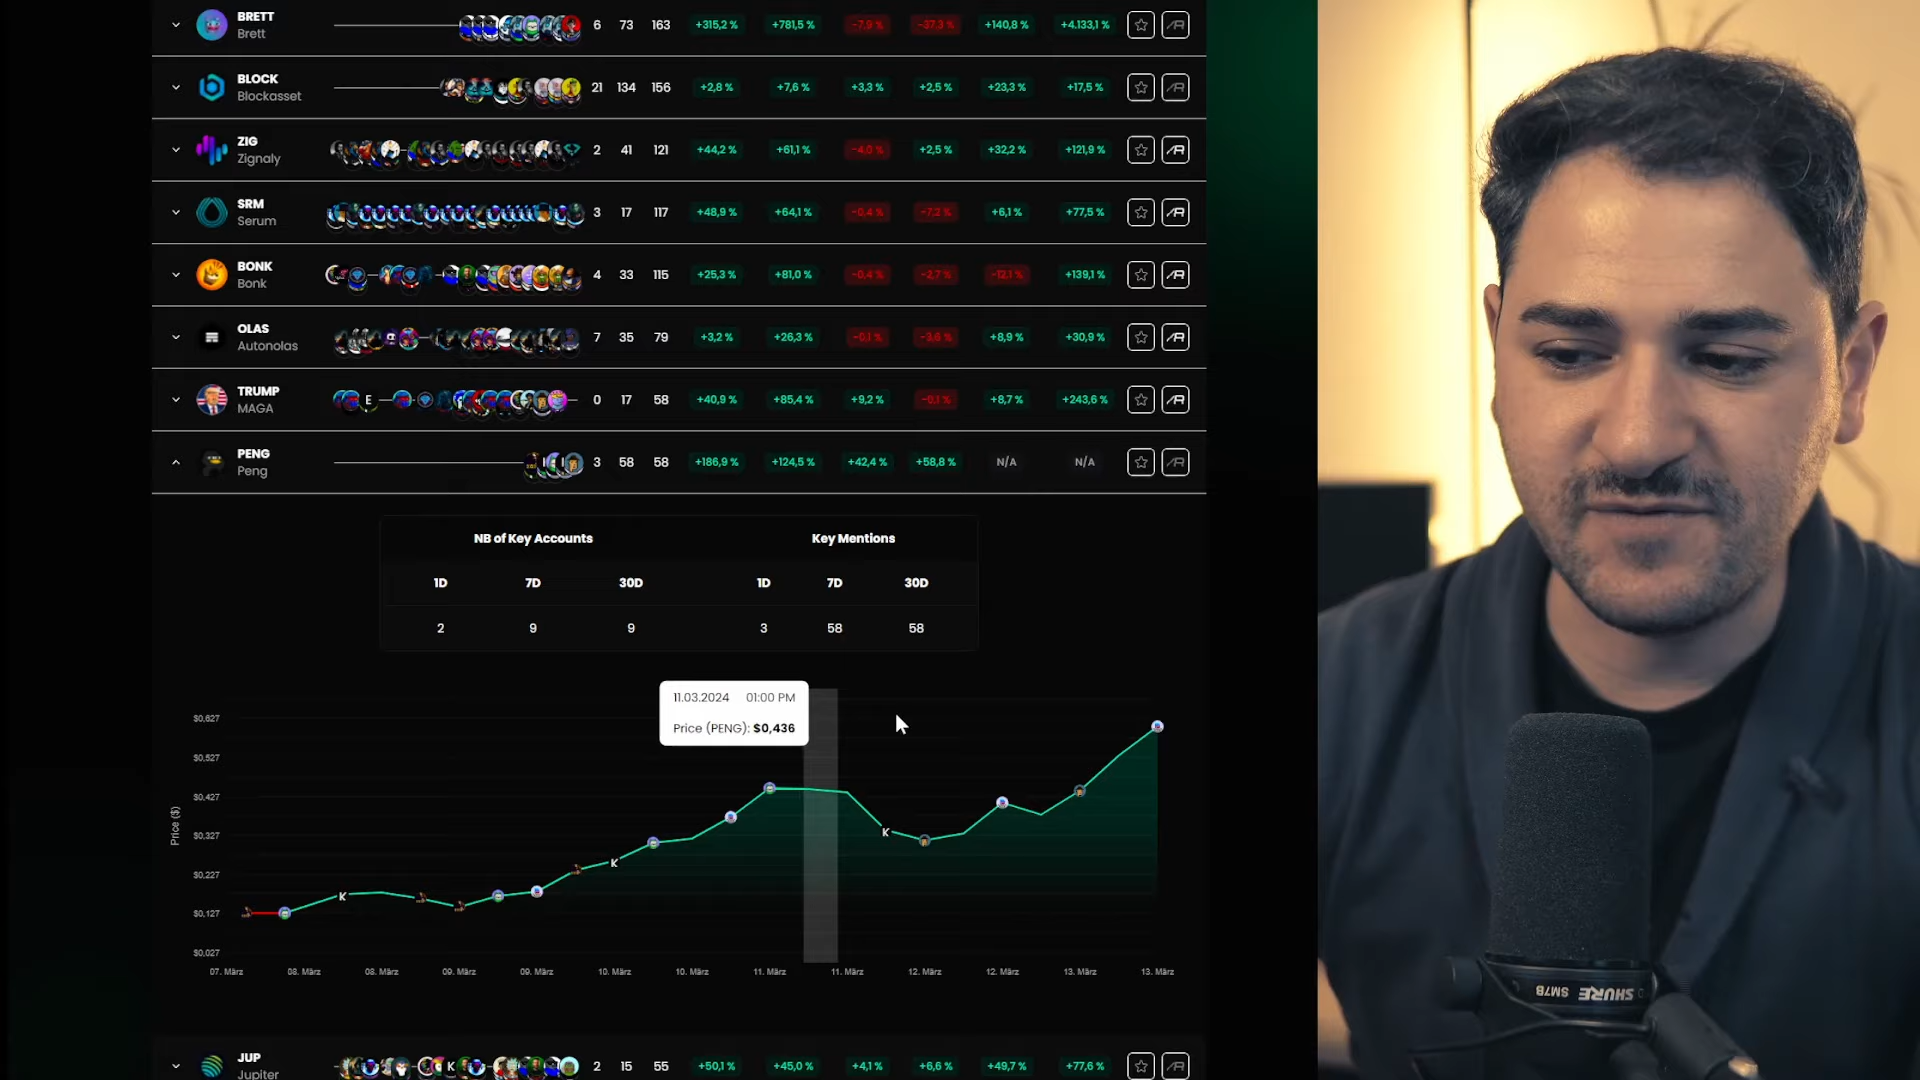 BRETT 6 73 163 +315,2 % +781,5 % -7,9 % -37,3 % +140,8 % +4.133,1 %
Brett
BLOCK 21 134 156 +2,8 % +7,6 % +3,3 % +2,5 % +23,3 % +17,5 %
Blockasset
ZIG 2 41 121 +44,2 % +61,1 % -4,0 % +2,5 % +32,2 % +121,9 %
Zignaly
SRM 3 17 117 +48,9 % +64,1 % -0,4 % -7,2 % +6,1 % +77,5 %
Serum
BONK 4 33 115 +25,3 % +81,0 % -0,4 % -2,7 % -12,1 % +139,1 %
Bonk
OLAS 7 35 79 +3,2 % +26,3 % -0,1 % -3,6 % +8,9 % +30,9 %
Autonolas
TRUMP E 0 17 58 +40,9 % +85,4 % +9,2 % -9,1 % +8,7 % +243,6 %
MAGA
PENG 3 58 58 +186,9 % +124,5 % +42,4 % +58,8 % N/A N/A
Peng
NB of Key Accounts Key Mentions
1D 7D 30D 1D 7D 30D
2 9 9 3 58 58
11.03.2024 01:00 PM
Price (PENG): $0,436
Price ($)
$0,627
$0,527
$0,427
$0,327
$0,227
$0,127
$0,027
K
K
K
07. März 08. März 08. März 09. März 09. März 10. März 10. März 11. März 11. März 12. März 12. März 13. März 13. März
JUP K 2 15 55 +50,1 % +45,0 % +4,1 % +6,6 % +49,7 % +77,6 %
Jupiter
SHURE SM7B